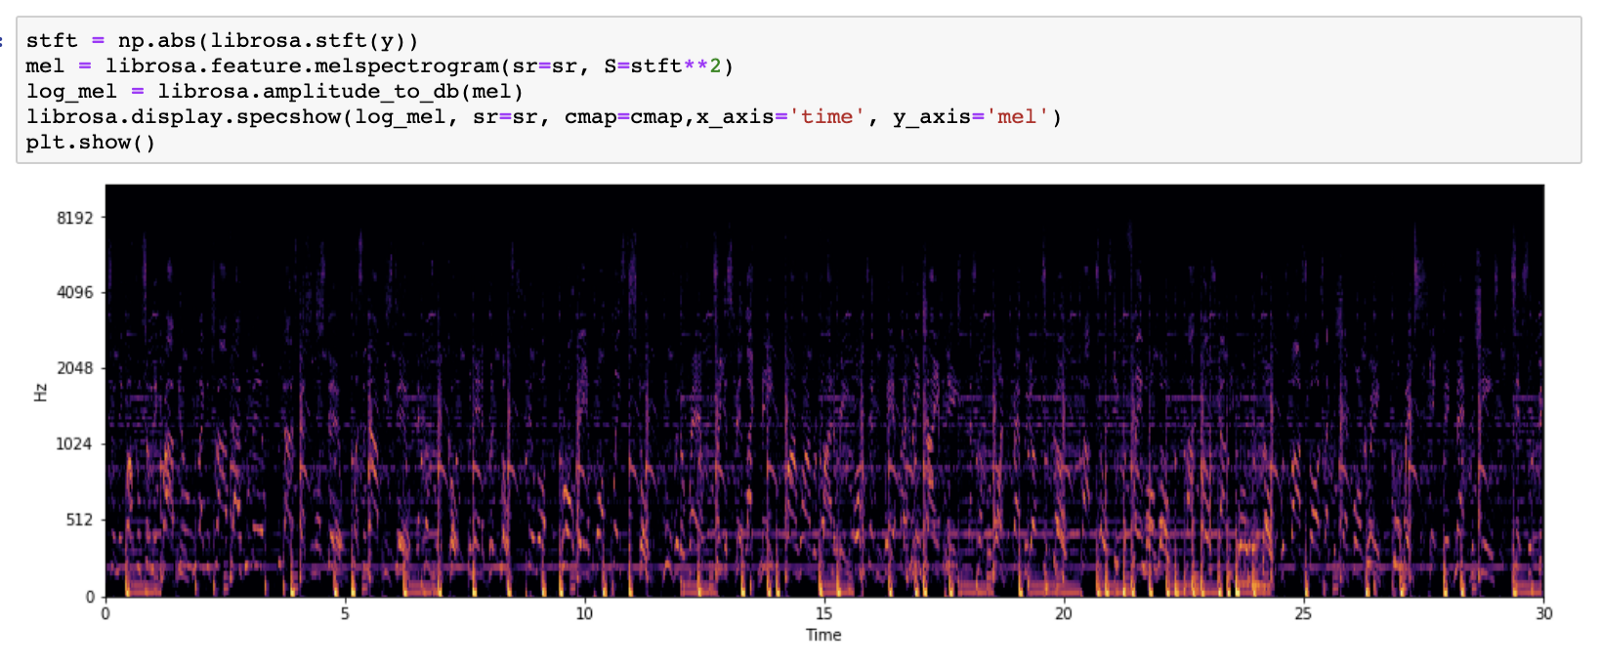 :
stft = np.abs(librosa.stft(y))
mel = librosa.feature.melspectrogram(sr=sr, S=stft**2)
log_mel = librosa.amplitude_to_db(mel)
librosa.display.specshow(log_mel, sr=sr, cmap=cmap,x_axis='time', y_axis='mel')
plt.show()
8192
4096
2048
Hz
1024
512
0
0 5 10 15 20 25 30
Time